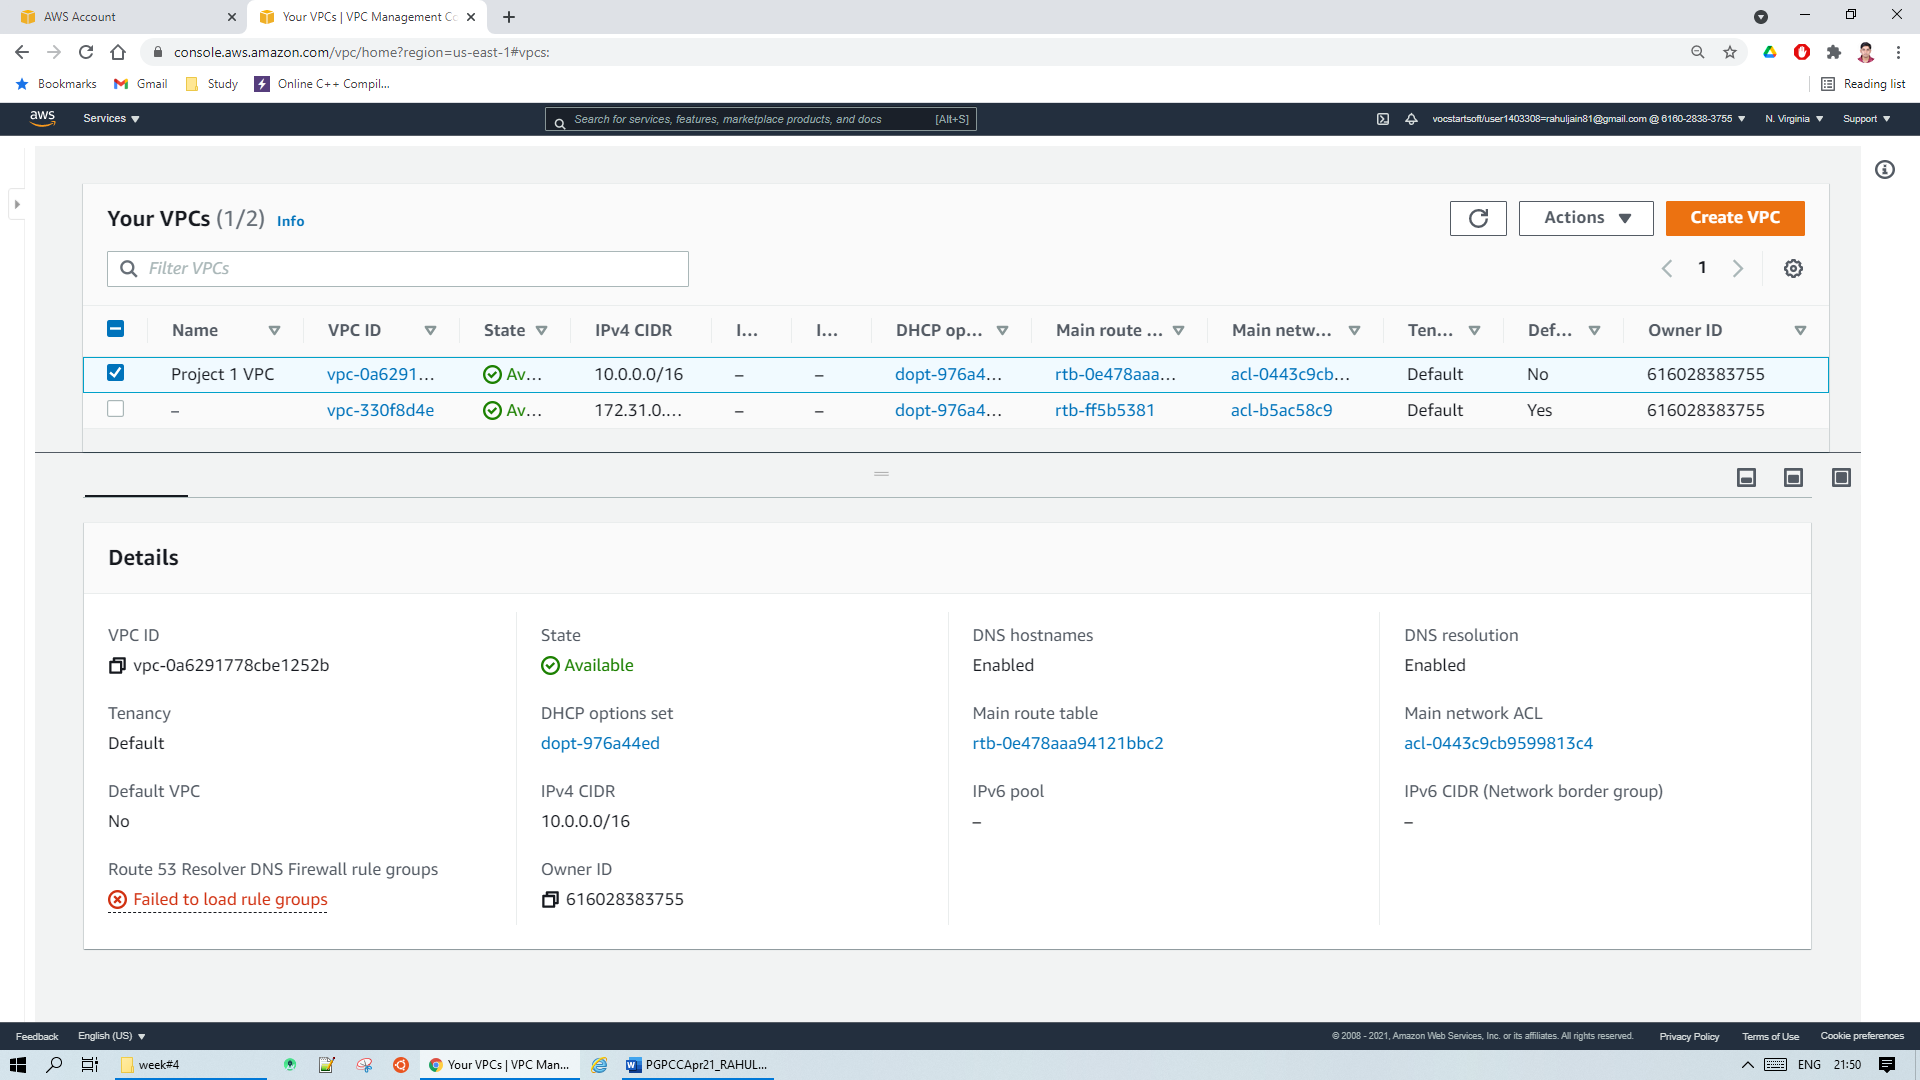 AWS Account
Your VPCs | VPC Management Co
console.aws.amazon.com/vpc/home?region=us-east-1#vpcs:
Bookmarks Gmail Study Online C++ Compil... Reading list
aws Services Search for services, features, marketplace products, and docs [Alt+S] vocstartsoft/user1403308=rahuljain81@gmail.com @ 6160-2838-3755 N. Virginia Support
Your VPCs (1/2) Info Actions Create VPC
Filter VPCs 1
Name VPC ID State IPv4 CIDR I... I... DHCP op... Main route ... Main netw... Ten... Def... Owner ID
Project 1 VPC vpc-0a6291... Av... 10.0.0.0/16 – – dopt-976a4... rtb-0e478aaa... acl-0443c9cb... Default No 616028383755
– vpc-330f8d4e Av... 172.31.0.... – – dopt-976a4... rtb-ff5b5381 acl-b5ac58c9 Default Yes 616028383755
Details
VPC ID State DNS hostnames DNS resolution
vpc-0a6291778cbe1252b Available Enabled Enabled
Tenancy DHCP options set Main route table Main network ACL
Default dopt-976a44ed rtb-0e478aaa94121bbc2 acl-0443c9cb9599813c4
Default VPC IPv4 CIDR IPv6 pool IPv6 CIDR (Network border group)
No 10.0.0.0/16 – –
Route 53 Resolver DNS Firewall rule groups Owner ID
Failed to load rule groups 616028383755
Feedback English (US) © 2008 - 2021, Amazon Web Services, Inc. or its affiliates. All rights reserved. Privacy Policy Terms of Use Cookie preferences
week#4 Your VPCs | VPC Man... PGPCCApr21_RAHUL... ENG 21:50